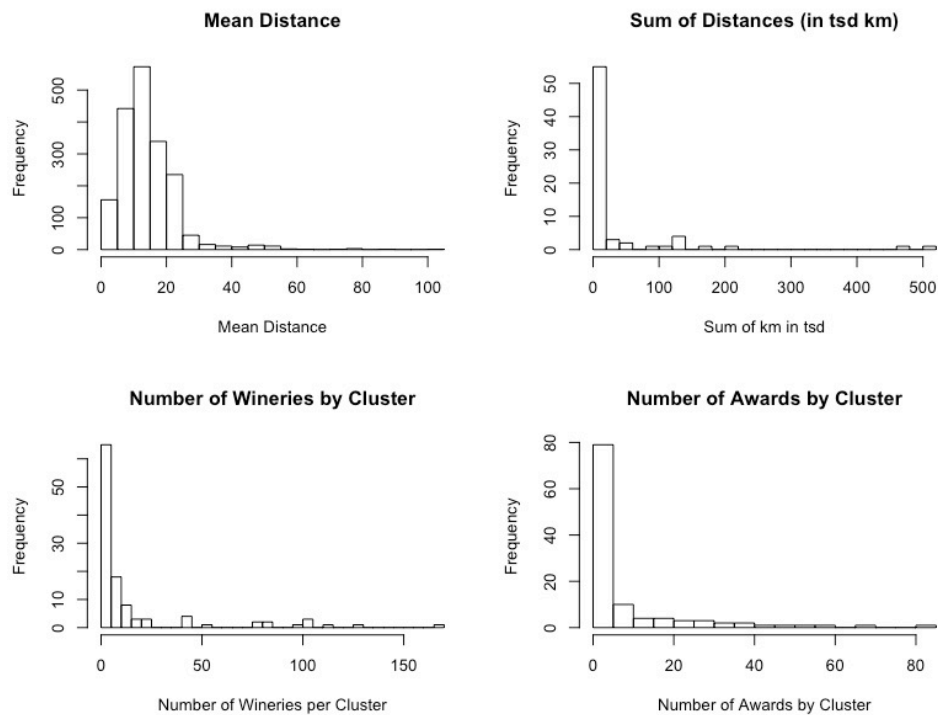 Mean Distance
Frequency
100 300 500
0
0 20 40 60 80 100
Mean Distance
Sum of Distances (in tsd km)
Frequency
0 10 20 30 40 50
0 100 200 300 400 500
Sum of km in tsd
Number of Wineries by Cluster
Frequency
0 10 30 50
0 50 100 150
Number of Wineries per Cluster
Number of Awards by Cluster
Frequency
0 20 40 60 80
0 20 40 60 80
Number of Awards by Cluster